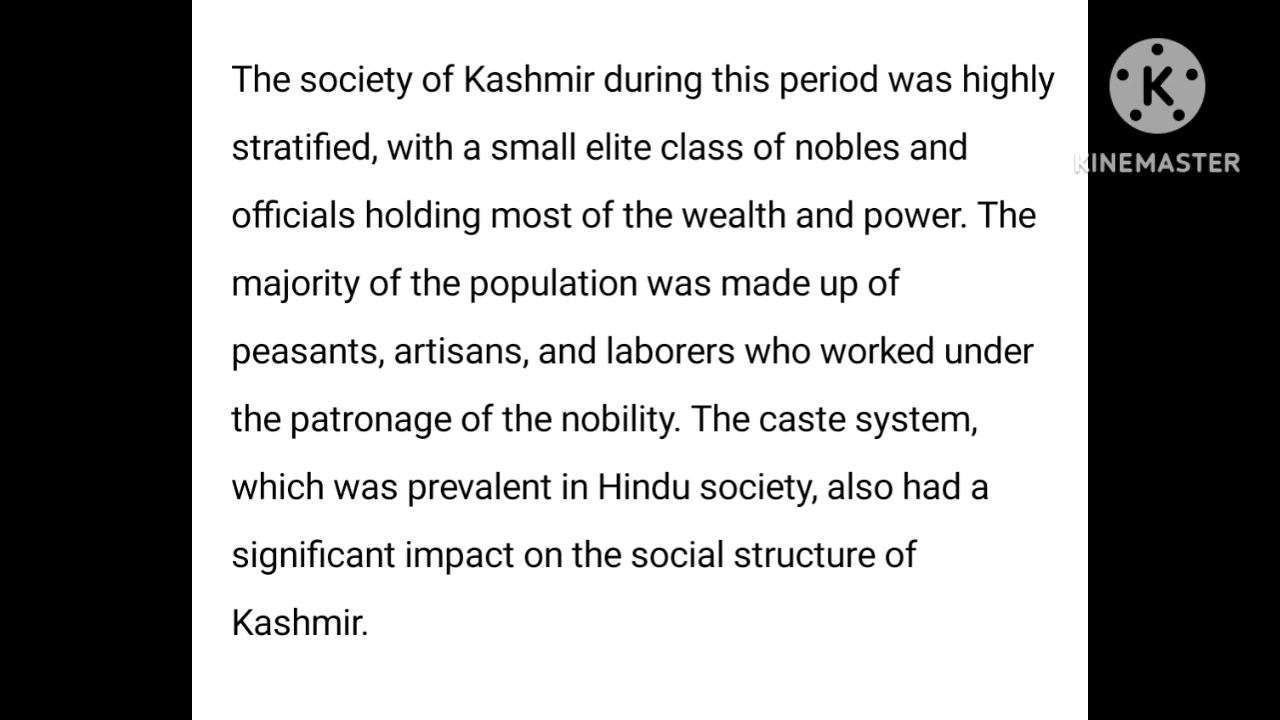 The society of Kashmir during this period was highly
stratified, with a small elite class of nobles and
officials holding most of the wealth and power. The
majority of the population was made up of
peasants, artisans, and laborers who worked under
the patronage of the nobility. The caste system,
which was prevalent in Hindu society, also had a
significant impact on the social structure of
Kashmir.
K
KINEMASTER